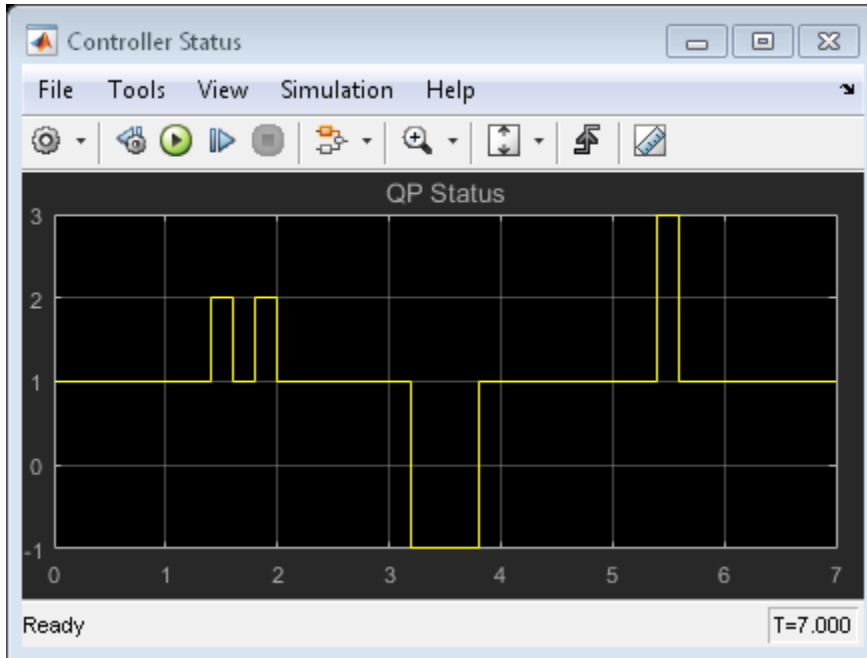 Controller Status
File Tools View Simulation Help
QP Status
3
2
1
0
-1
0 1 2 3 4 5 6 7
Ready T=7.000